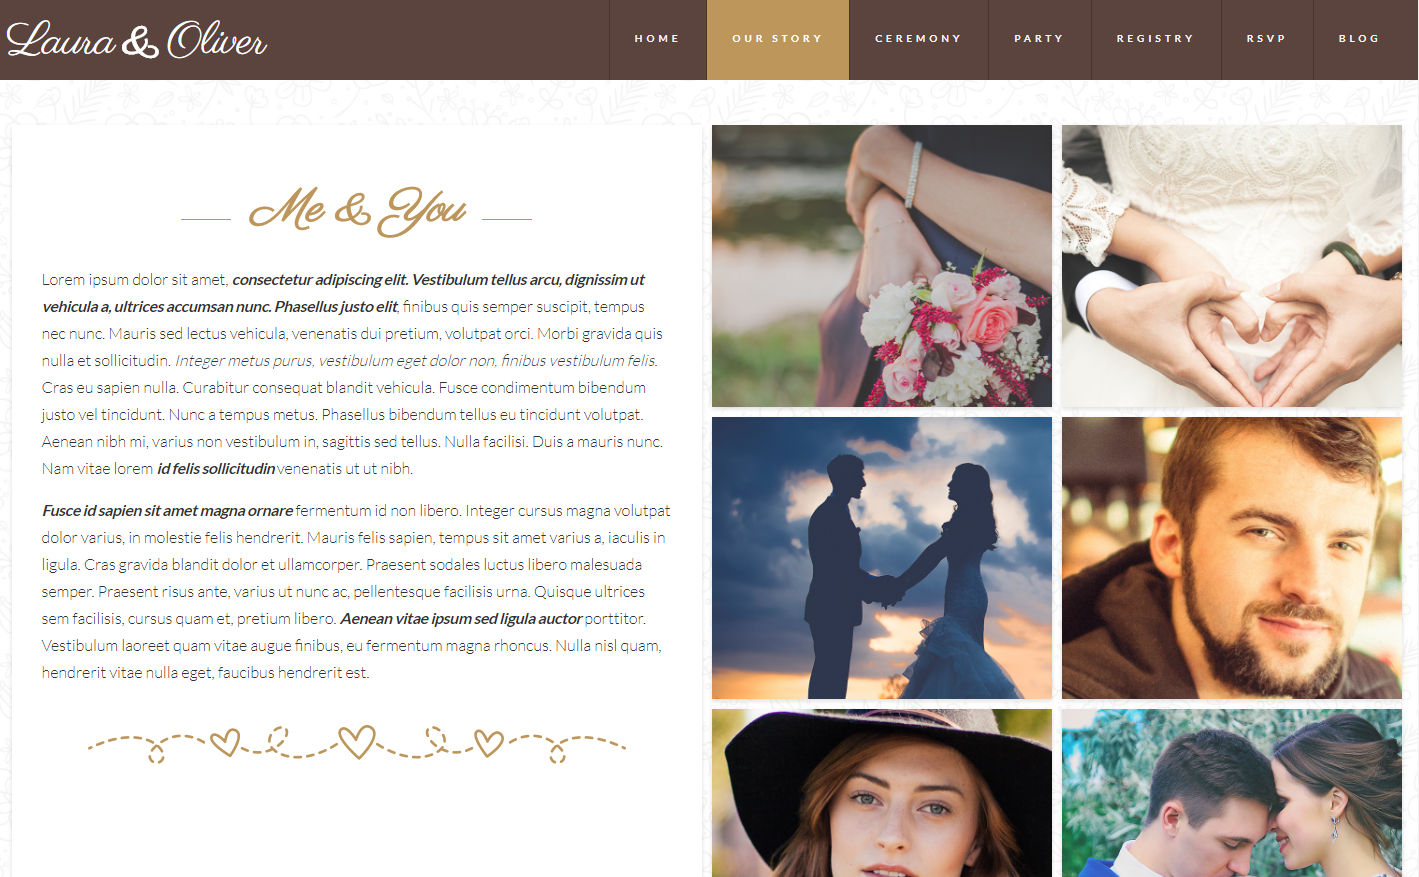 Laura & Oliver
HOME
OUR STORY
CEREMONY
PARTY
REGISTRY
RSVP
BLOG
Me & You
Lorem ipsum dolor sit amet, consectetur adipiscing elit. Vestibulum tellus arcu, dignissim ut
vehicula a, ultrices accumsan nunc. Phasellus justo elit, finibus quis semper suscipit, tempus
nec nunc. Mauris sed lectus vehicula, venenatis dui pretium, volutpat orci. Morbi gravida quis
nulla et sollicitudin. Integer metus purus, vestibulum eget dolor non, finibus vestibulum felis.
Cras eu sapien nulla. Curabitur consequat blandit vehicula. Fusce condimentum bibendum
justo vel tincidunt. Nunc a tempus metus. Phasellus bibendum tellus eu tincidunt volutpat.
Aenean nibh mi, varius non vestibulum in, sagittis sed tellus. Nulla facilisi. Duis a mauris nunc.
Nam vitae lorem id felis sollicitudin venenatis ut ut nibh.
Fusce id sapien sit amet magna ornare fermentum id non libero. Integer cursus magna volutpat
dolor varius, in molestie felis hendrerit. Mauris felis sapien, tempus sit amet varius a, iaculis in
ligula. Cras gravida blandit dolor et ullamcorper. Praesent sodales luctus libero malesuada
semper. Praesent risus ante, varius ut nunc ac, pellentesque facilisis urna. Quisque ultrices
sem facilisis, cursus quam et, pretium libero. Aenean vitae ipsum sed ligula auctor porttitor.
Vestibulum laoreet quam vitae augue finibus, eu fermentum magna rhoncus. Nulla nisl quam,
hendrerit vitae nulla eget, faucibus hendrerit est.